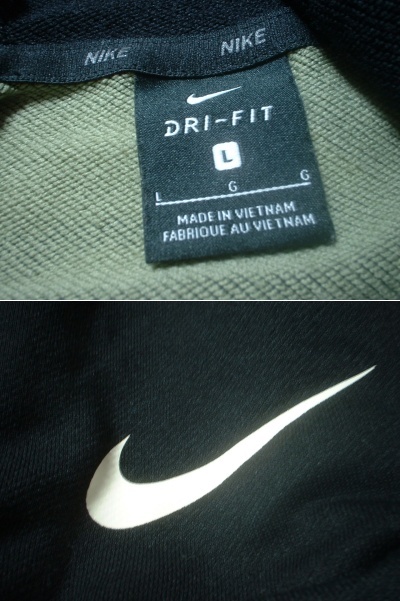 NIKE NIKE
DRI-FIT
L
L G G
MADE IN VIETNAM
FABRIQUE AU VIETNAM